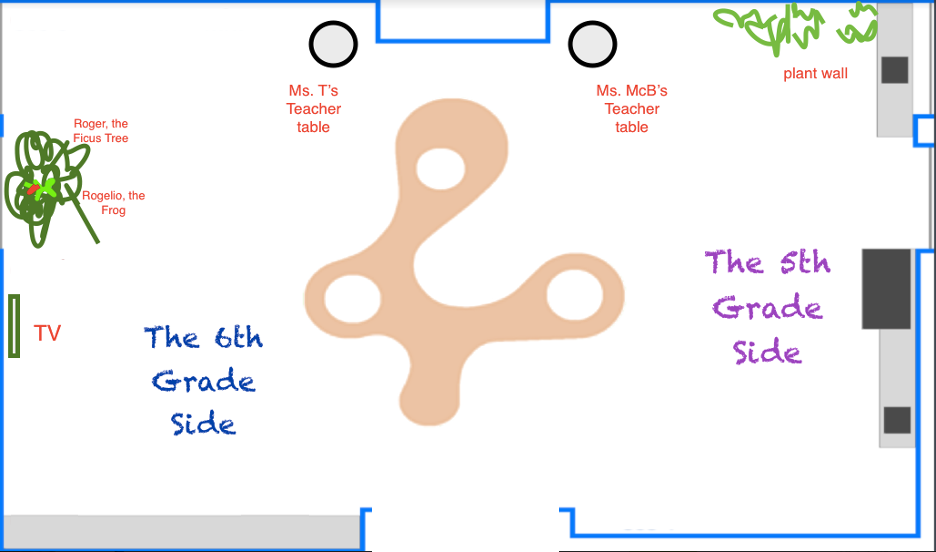 Ms. T's
Teacher
table
Ms. McB's
Teacher
table
plant wall
Roger, the
Ficus Tree
Rogelio, the
Frog
TV
The 6th
Grade
Side
The 5th
Grade
Side